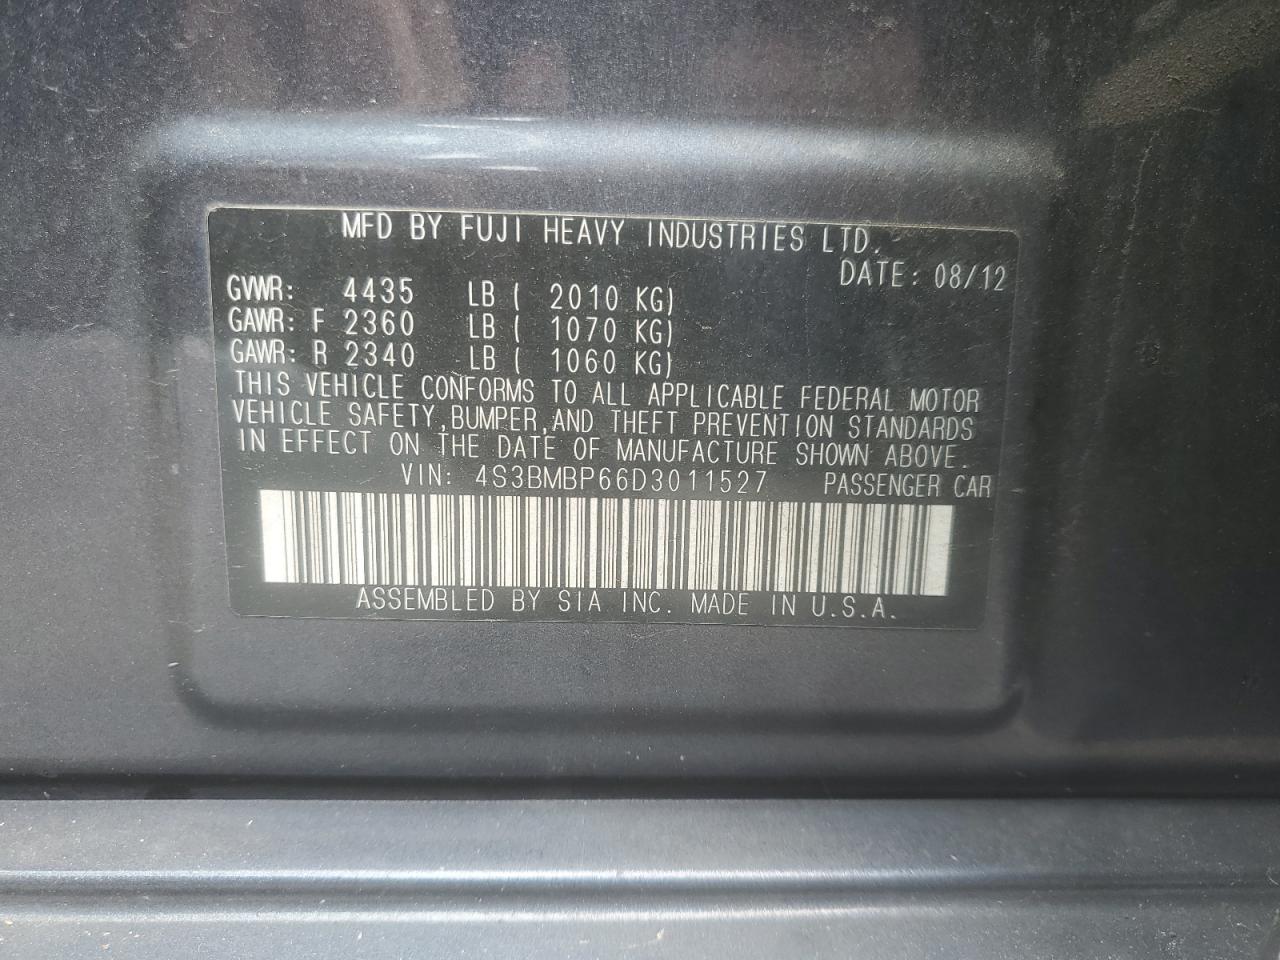 MFD BY FUJI HEAVY INDUSTRIES LTD.
DATE: 08/12
GVWR: 4435 LB ( 2010 KG)
GAWR: F 2360 LB ( 1070 KG)
GAWR: R 2340 LB ( 1060 KG)
THIS VEHICLE CONFORMS TO ALL APPLICABLE FEDERAL MOTOR
VEHICLE SAFETY, BUMPER, AND THEFT PREVENTION STANDARDS
IN EFFECT ON THE DATE OF MANUFACTURE SHOWN ABOVE.
VIN: 4S3BMBP66D3011527 PASSENGER CAR
ASSEMBLED BY SIA INC. MADE IN U.S.A.